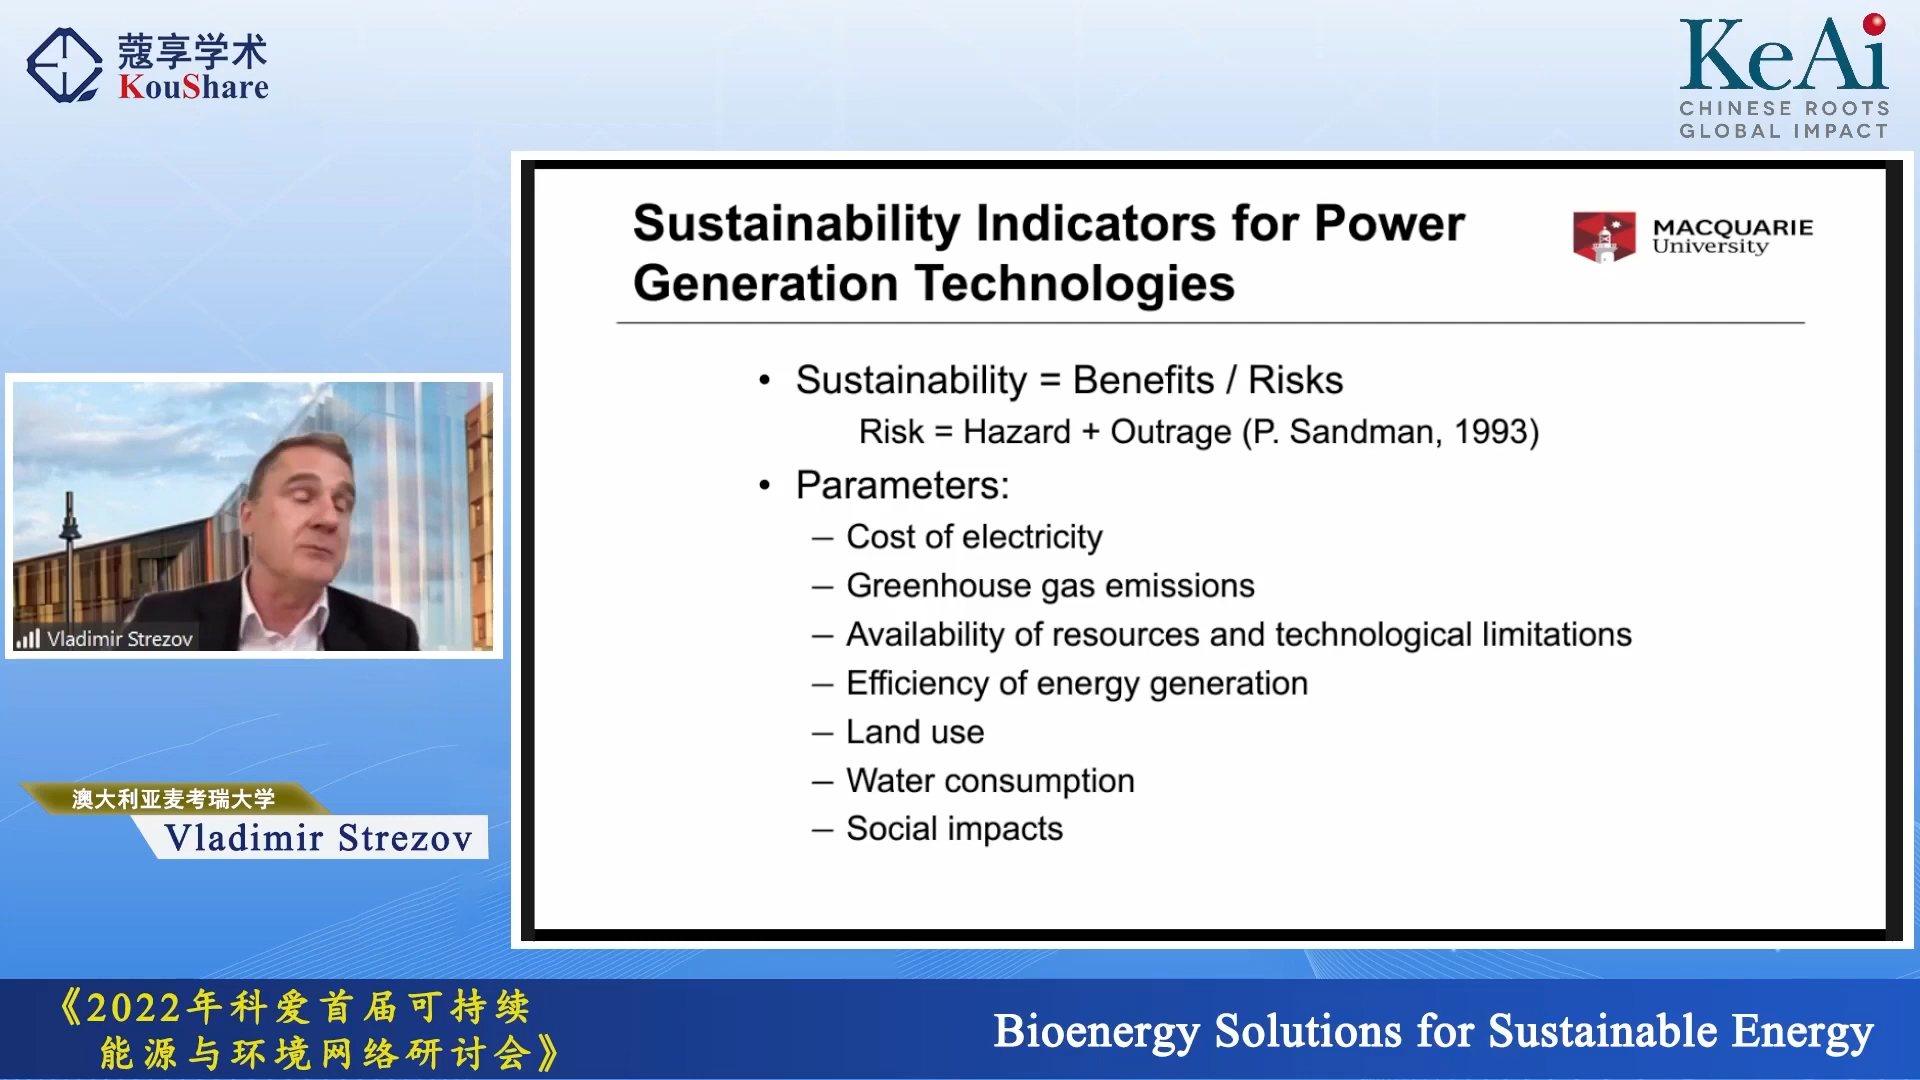 蔻享学术
KouShare
KeAi
CHINESE ROOTS
GLOBAL IMPACT
Sustainability Indicators for Power
Generation Technologies
MACQUARIE
University
• Sustainability = Benefits / Risks
Risk = Hazard + Outrage (P. Sandman, 1993)
• Parameters:
– Cost of electricity
– Greenhouse gas emissions
– Availability of resources and technological limitations
– Efficiency of energy generation
– Land use
– Water consumption
– Social impacts
Vladimir Strezov
澳大利亚麦考瑞大学
Vladimir Strezov
《2022年科爱首届可持续
能源与环境网络研讨会》
Bioenergy Solutions for Sustainable Energy